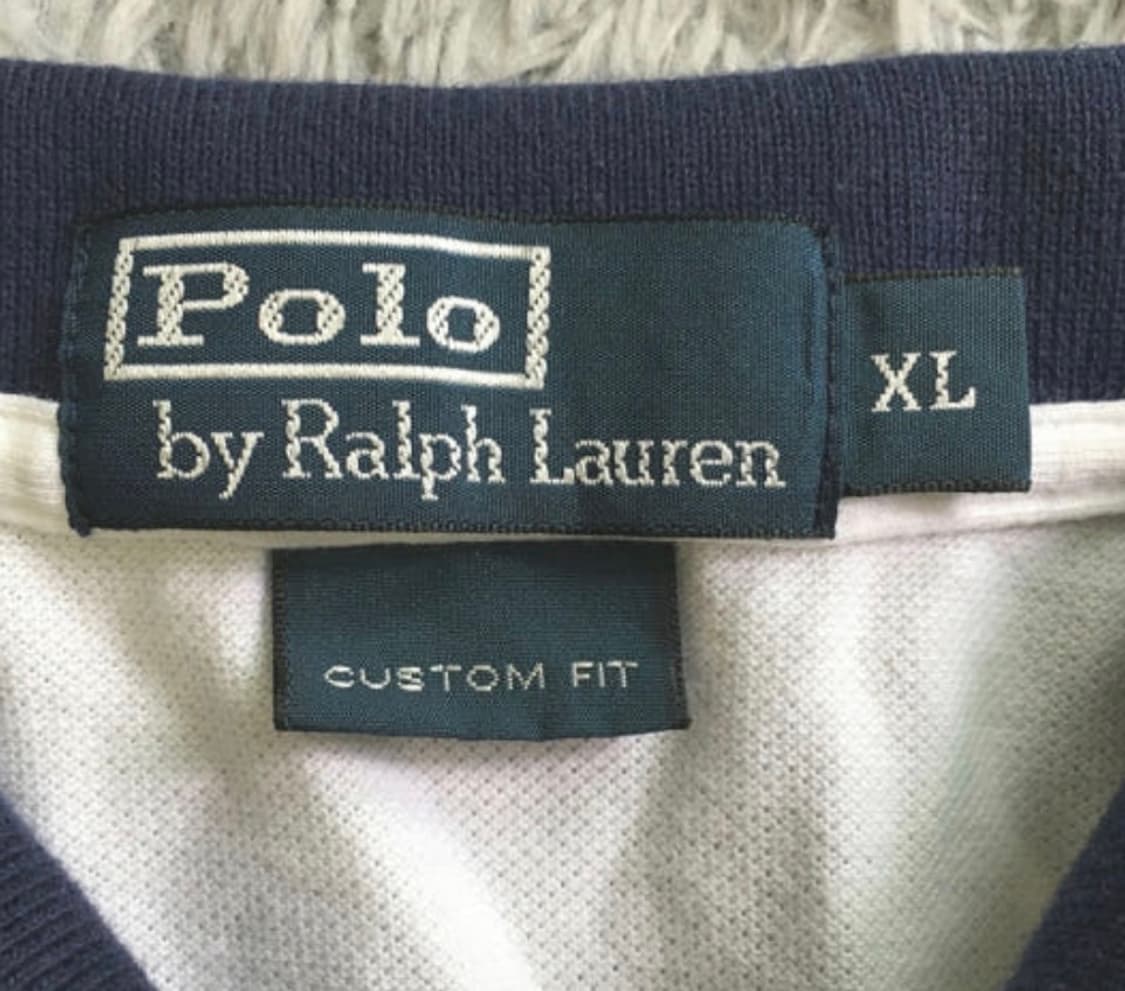 Polo
by Ralph Lauren
XL
CUSTOM FIT